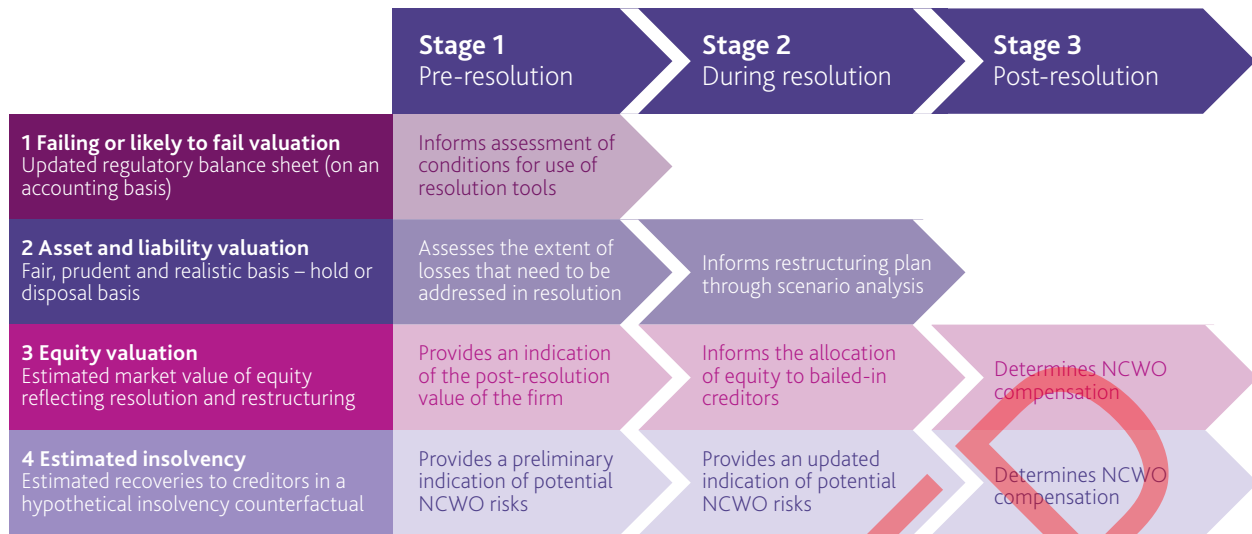 Stage 1
Pre-resolution
Stage 2
During resolution
Stage 3
Post-resolution
1 Failing or likely to fail valuation
Updated regulatory balance sheet (on an
accounting basis)
Informs assessment of
conditions for use of
resolution tools
2 Asset and liability valuation
Fair, prudent and realistic basis – hold or
disposal basis
Assesses the extent of
losses that need to be
addressed in resolution
Informs restructuring plan
through scenario analysis
3 Equity valuation
Estimated market value of equity
reflecting resolution and restructuring
Provides an indication
of the post-resolution
value of the firm
Informs the allocation
of equity to bailed-in
creditors
Determines NCWO
compensation
4 Estimated insolvency
Estimated recoveries to creditors in a
hypothetical insolvency counterfactual
Provides a preliminary
indication of potential
NCWO risks
Provides an updated
indication of potential
NCWO risks
Determines NCWO
compensation